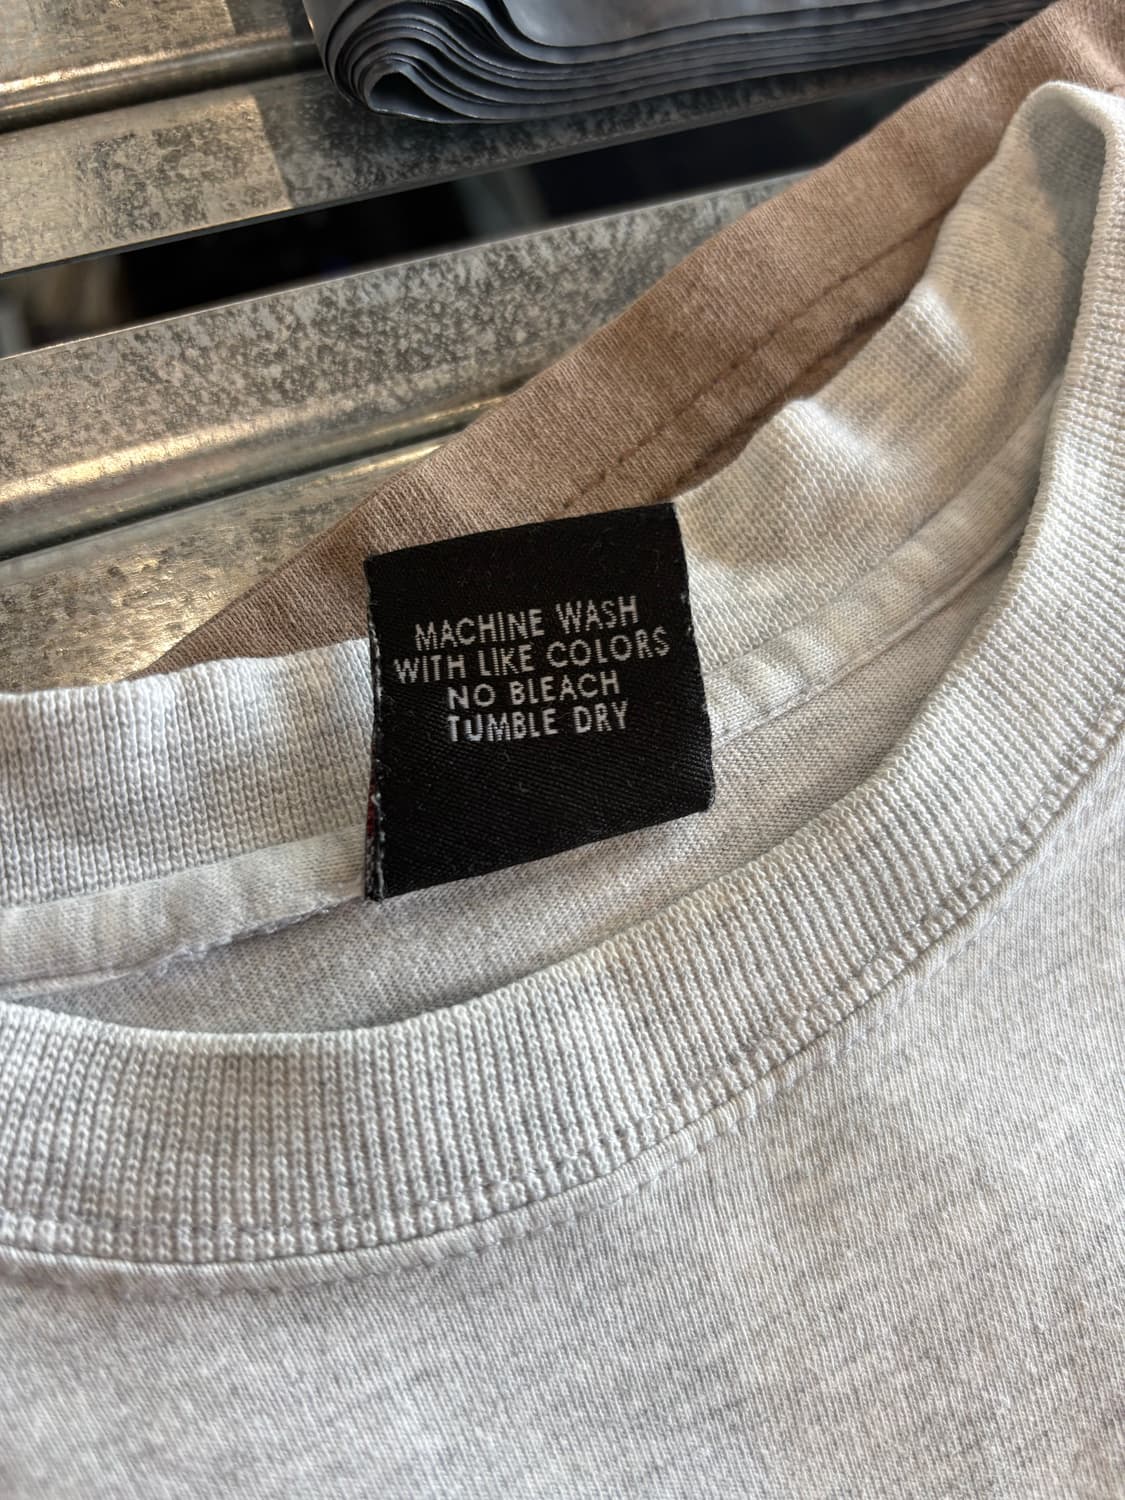 MACHINE WASH
WITH LIKE COLORS
NO BLEACH
TUMBLE DRY